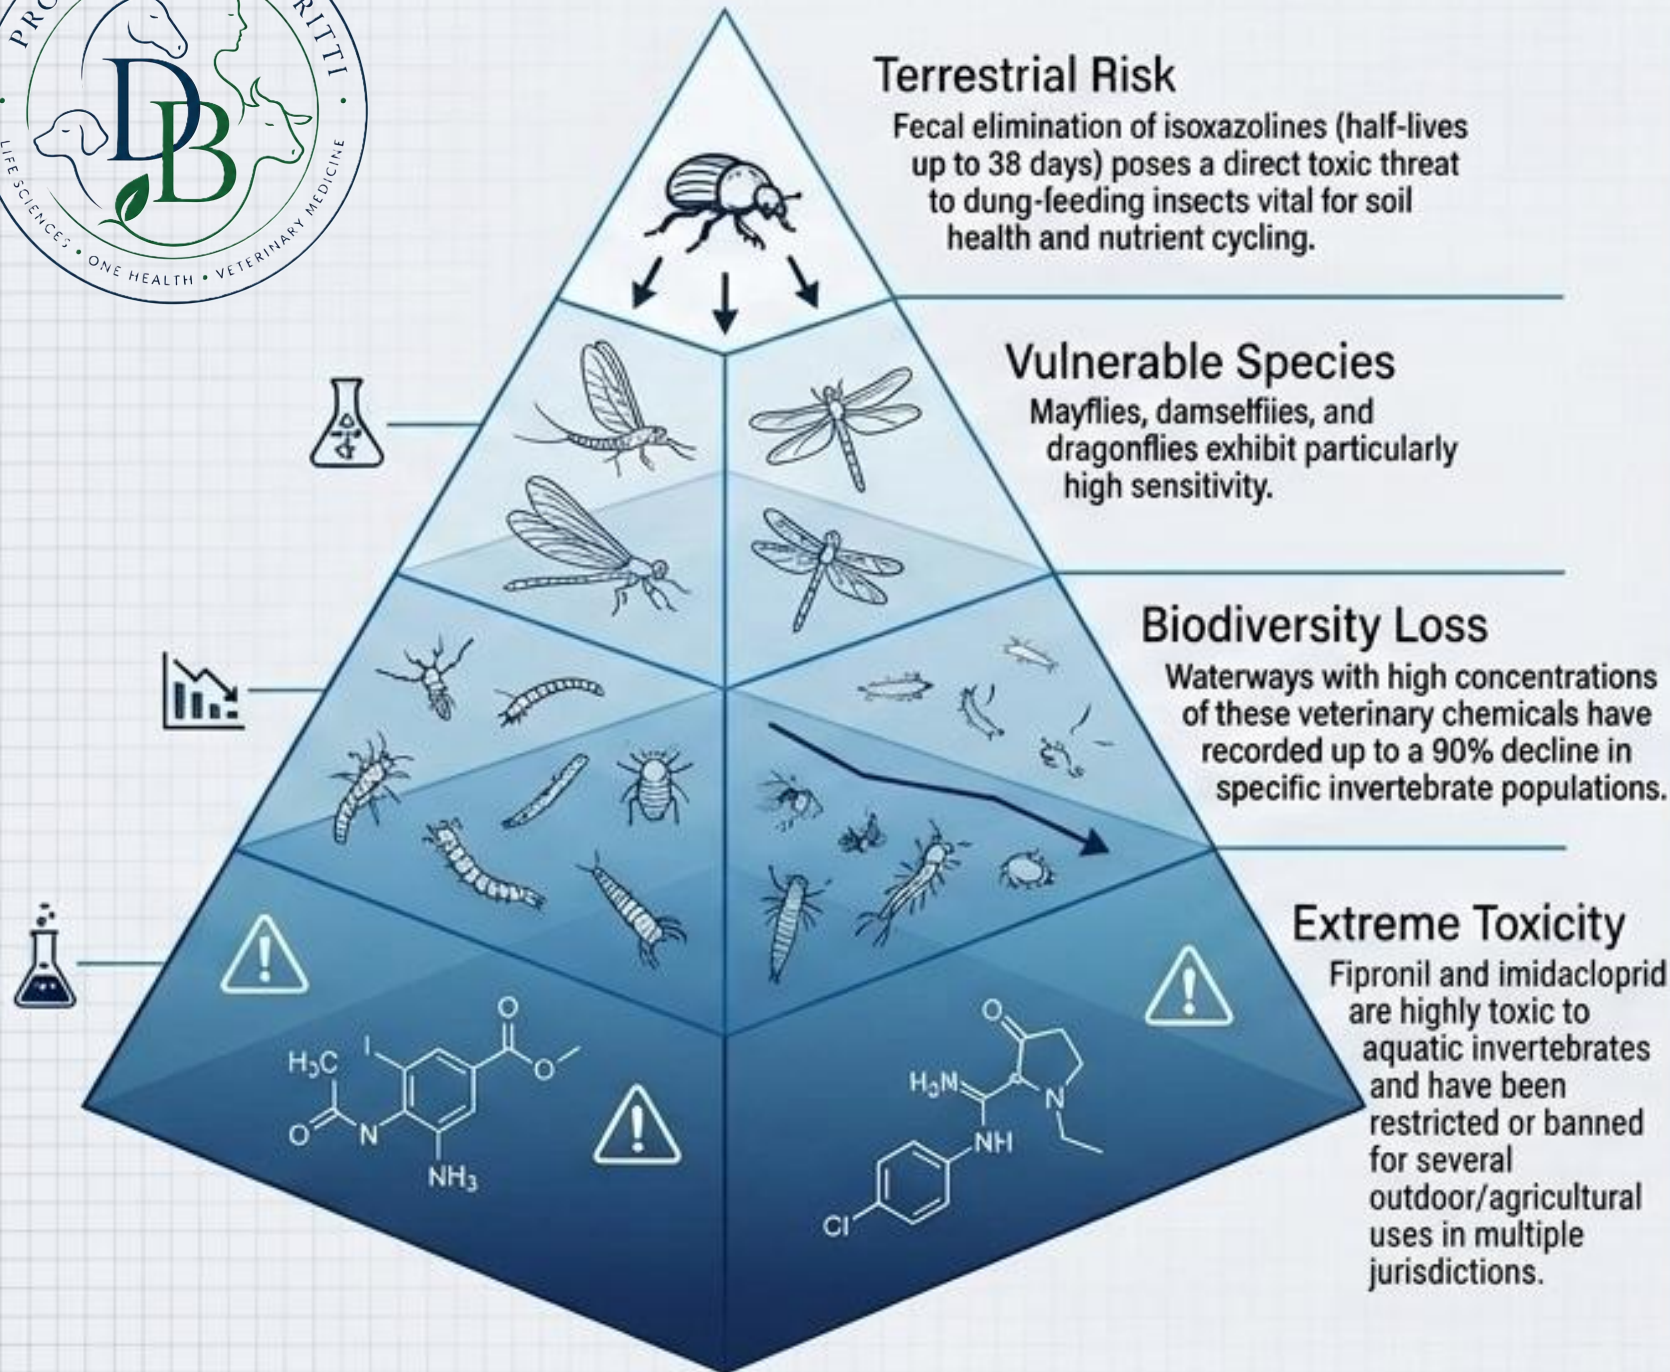 LIFE SCIENCES • ONE HEALTH • VETERINARY MEDICINE
DB
Terrestrial Risk
Fecal elimination of isoxazolines (half-lives
up to 38 days) poses a direct toxic threat
to dung-feeding insects vital for soil
health and nutrient cycling.
Vulnerable Species
Mayflies, damselfiies, and
dragonflies exhibit particularly
high sensitivity.
Biodiversity Loss
Waterways with high concentrations
of these veterinary chemicals have
recorded up to a 90% decline in
specific invertebrate populations.
Extreme Toxicity
Fipronil and imidacloprid
are highly toxic to
aquatic invertebrates
and have been
restricted or banned
for several
outdoor/agricultural
uses in multiple
jurisdictions.
O
I
H₃C
O
O
N
NH₃
O
H₃N
N
NH
Cl